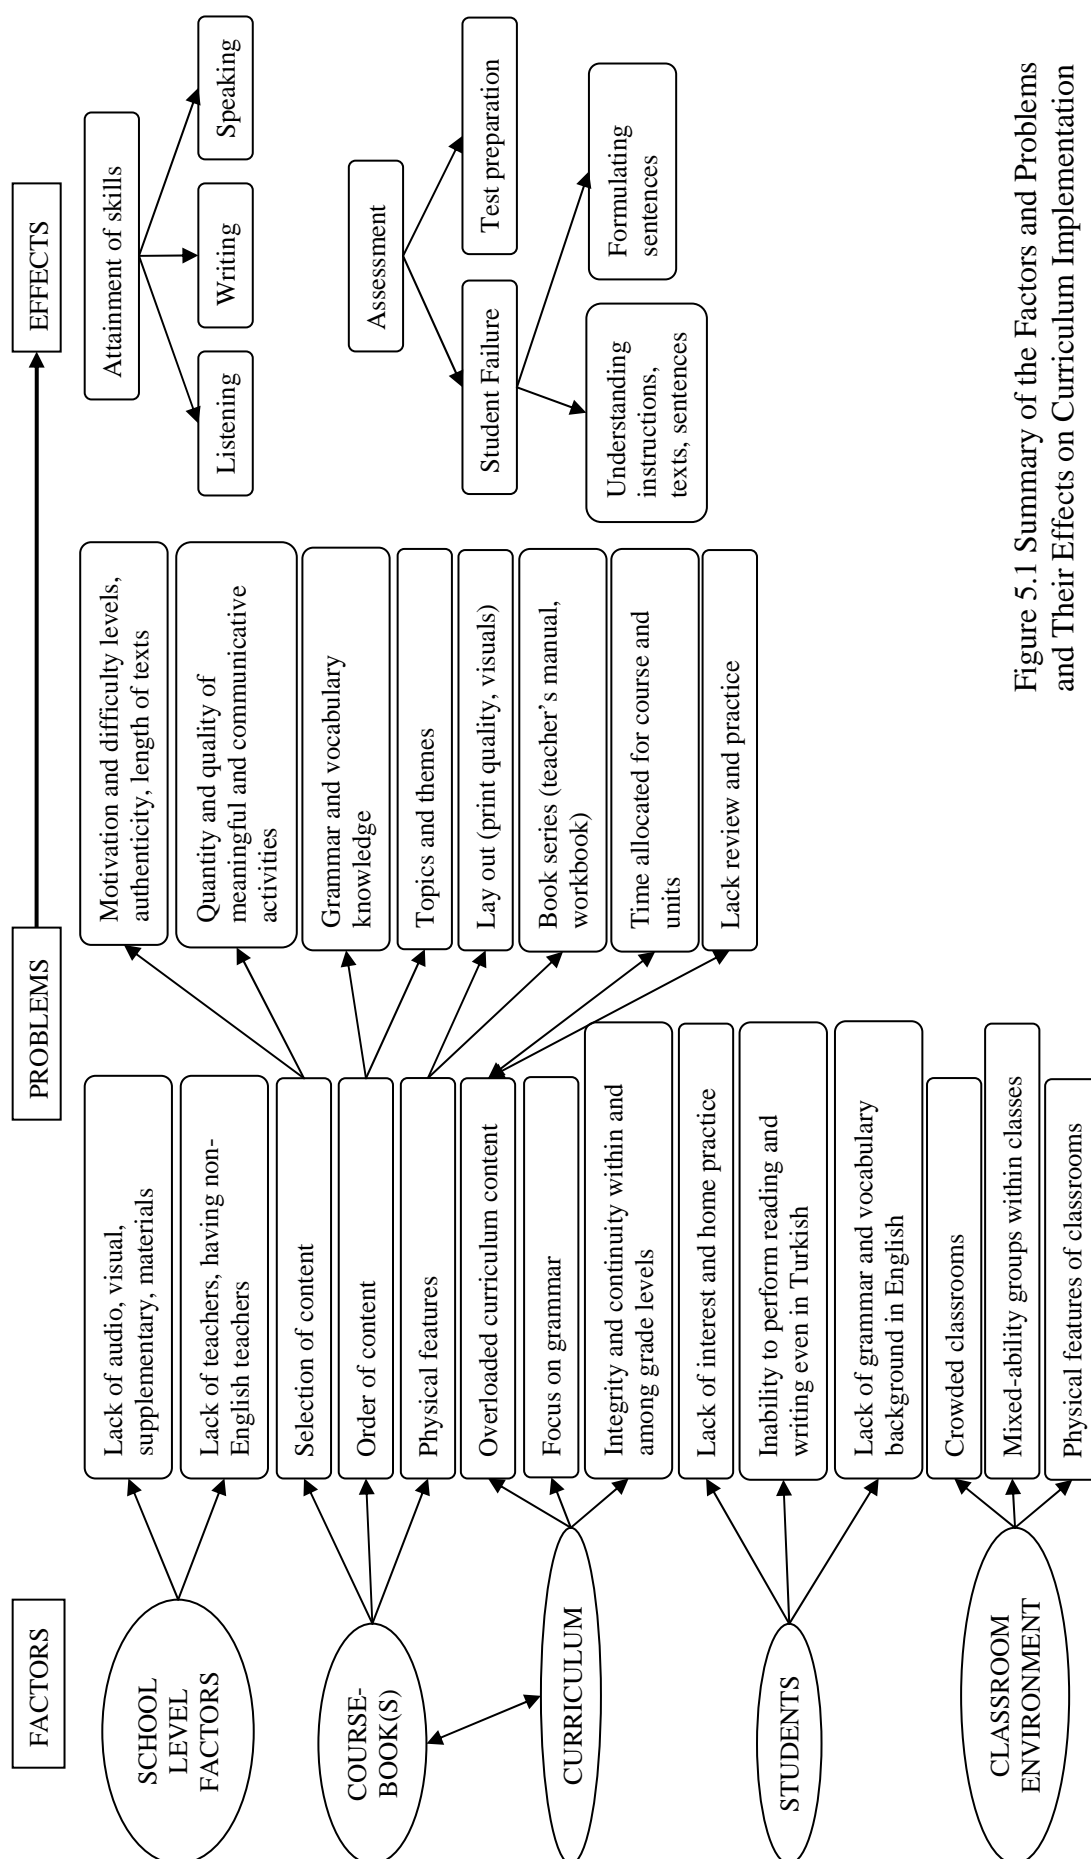 FACTORS
PROBLEMS
EFFECTS
SCHOOL
LEVEL
FACTORS
COURSE-
BOOK(S)
CURRICULUM
STUDENTS
CLASSROOM
ENVIRONMENT
Lack of audio, visual,
supplementary, materials
Lack of teachers, having non-
English teachers
Selection of content
Order of content
Physical features
Overloaded curriculum content
Focus on grammar
Integrity and continuity within and
among grade levels
Lack of interest and home practice
Inability to perform reading and
writing even in Turkish
Lack of grammar and vocabulary
background in English
Crowded classrooms
Mixed-ability groups within classes
Physical features of classrooms
Motivation and difficulty levels,
authenticity, length of texts
Quantity and quality of
meaningful and communicative
activities
Grammar and vocabulary
knowledge
Topics and themes
Lay out (print quality, visuals)
Book series (teacher’s manual,
workbook)
Time allocated for course and
units
Lack review and practice
Attainment of skills
Listening
Writing
Speaking
Assessment
Student Failure
Test preparation
Understanding
instructions,
texts, sentences
Formulating
sentences
Figure 5.1 Summary of the Factors and Problems
and Their Effects on Curriculum Implementation